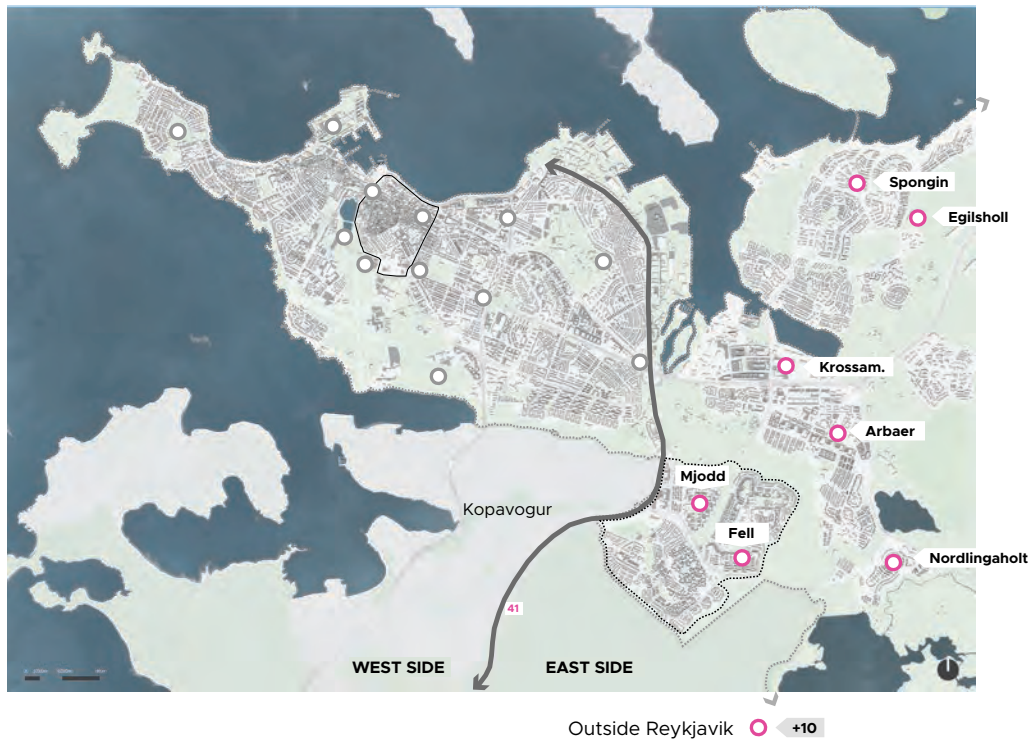 Spongin
Egilsholl
Krossam.
Arbaer
Mjodd
Kopavogur
Fell
Nordlingaholt
41
WEST SIDE
EAST SIDE
Outside Reykjavik
+10